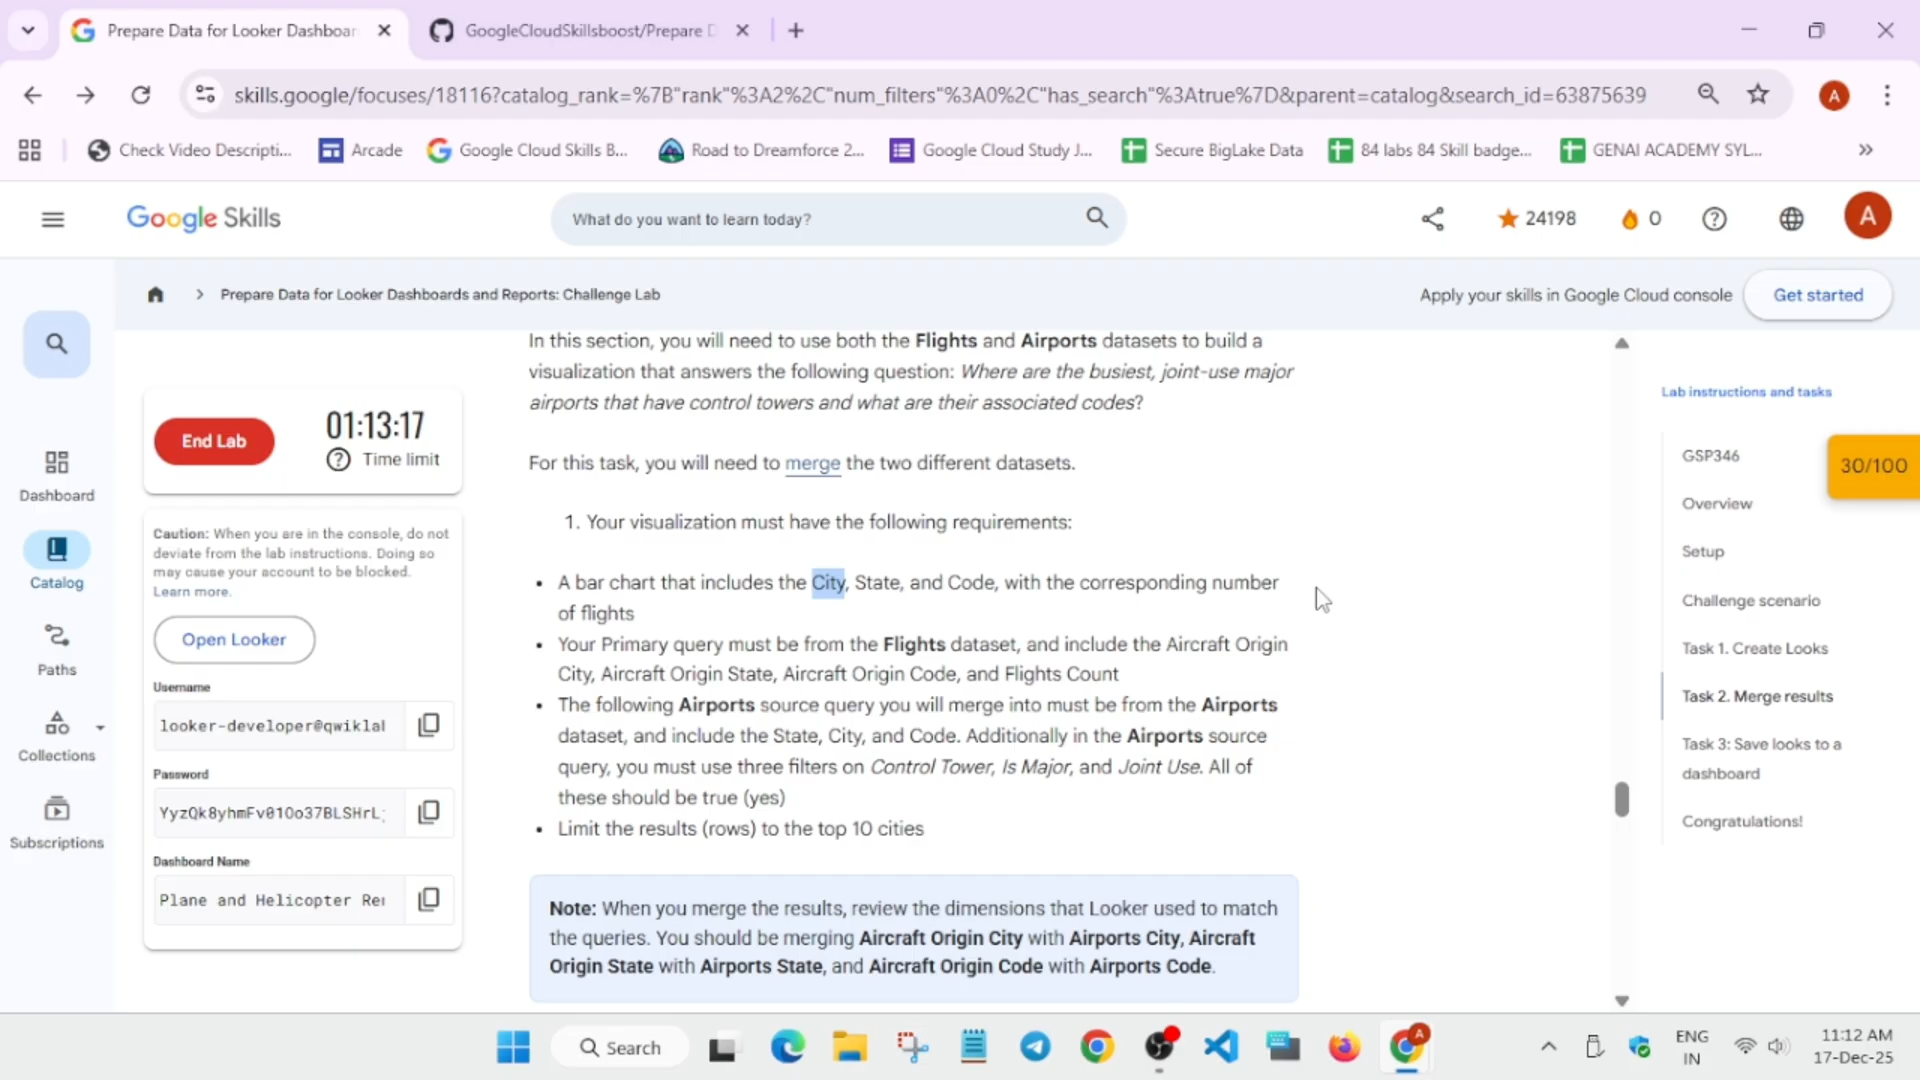 Prepare Data for Looker Dashboar
GoogleCloudSkillsboost/Prepare D
skills.google/focuses/18116?catalog_rank=%7B"rank"%3A2%2C"num_filters"%3A0%2C"has_search"%3Atrue%7D&parent=catalog&search_id=63875639
A
Check Video Descripti...
Arcade
Google Cloud Skills B...
Road to Dreamforce 2...
Google Cloud Study J...
Secure BigLake Data
84 labs 84 Skill badge...
GENAI ACADEMY SYL...
Google Skills
What do you want to learn today?
24198
0
A
Prepare Data for Looker Dashboards and Reports: Challenge Lab
Apply your skills in Google Cloud console
Get started
Dashboard
Catalog
Paths
Collections
Subscriptions
End Lab
01:13:17
Time limit
Caution: When you are in the console, do not
deviate from the lab instructions. Doing so
may cause your account to be blocked.
Learn more.
Open Looker
Username
looker-developer@qwiklal
Password
YyzQk8yhmFv01Oo37BLSHrL
Dashboard Name
Plane and Helicopter Rei
In this section, you will need to use both the Flights and Airports datasets to build a
visualization that answers the following question: Where are the busiest, joint-use major
airports that have control towers and what are their associated codes?
For this task, you will need to merge the two different datasets.
1. Your visualization must have the following requirements:
• A bar chart that includes the City, State, and Code, with the corresponding number
of flights
• Your Primary query must be from the Flights dataset, and include the Aircraft Origin
City, Aircraft Origin State, Aircraft Origin Code, and Flights Count
• The following Airports source query you will merge into must be from the Airports
dataset, and include the State, City, and Code. Additionally in the Airports source
query, you must use three filters on Control Tower, Is Major, and Joint Use. All of
these should be true (yes)
• Limit the results (rows) to the top 10 cities
Note: When you merge the results, review the dimensions that Looker used to match
the queries. You should be merging Aircraft Origin City with Airports City, Aircraft
Origin State with Airports State, and Aircraft Origin Code with Airports Code.
Lab instructions and tasks
GSP346
30/100
Overview
Setup
Challenge scenario
Task 1. Create Looks
Task 2. Merge results
Task 3: Save looks to a
dashboard
Congratulations!
Search
A
ENG
IN
11:12 AM
17-Dec-25